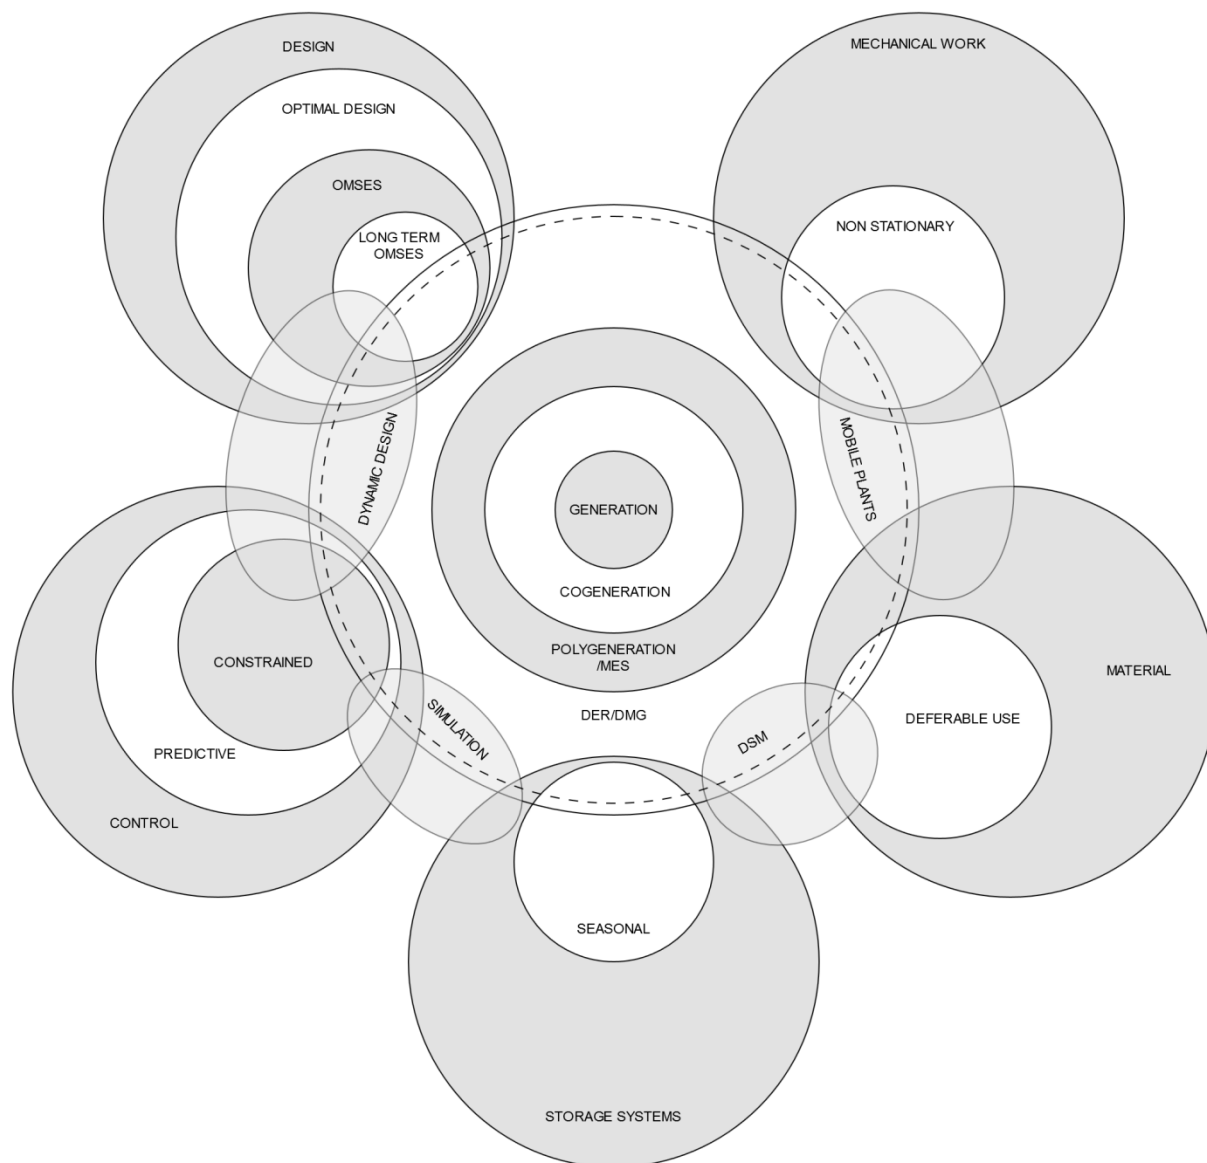 DESIGN
OPTIMAL DESIGN
OMSES
LONG TERM
OMSES
MECHANICAL WORK
NON STATIONARY
DYNAMIC DESIGN
MOBILE PLANTS
GENERATION
COGENERATION
POLYGENERATION
/MES
DER/DMG
CONSTRAINED
PREDICTIVE
CONTROL
SIMULATION
DSM
MATERIAL
DEFERABLE USE
SEASONAL
STORAGE SYSTEMS